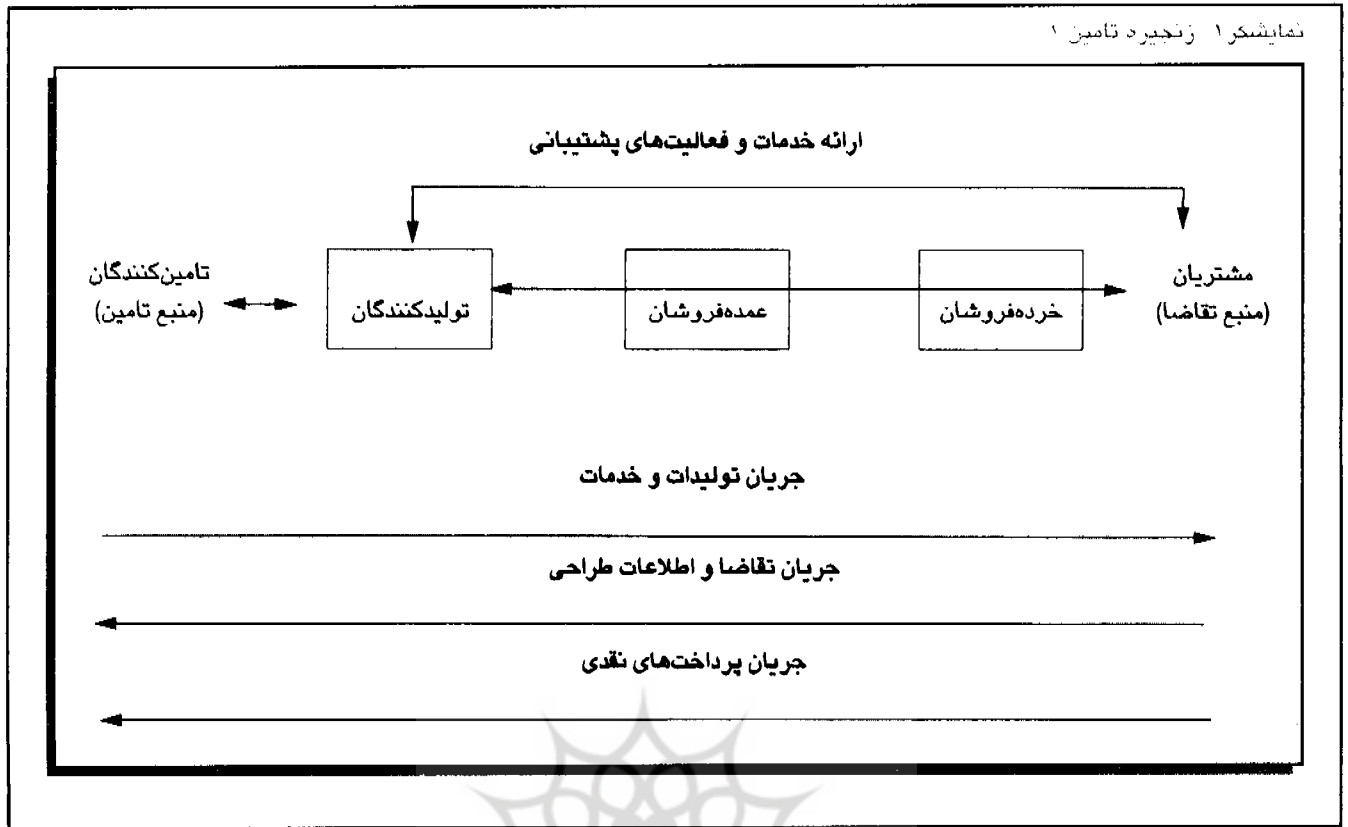 نمایشگر ۱ زنجیره تامین ۱
ارائه خدمات و فعالیت‌های پشتیبانی
مشتریان
(منبع تقاضا)
خرده‌فروشان
عمده‌فروشان
تولیدکنندگان
تامین‌کنندگان
(منبع تامین)
جریان تولیدات و خدمات
جریان تقاضا و اطلاعات طراحی
جریان پرداخت‌های نقدی